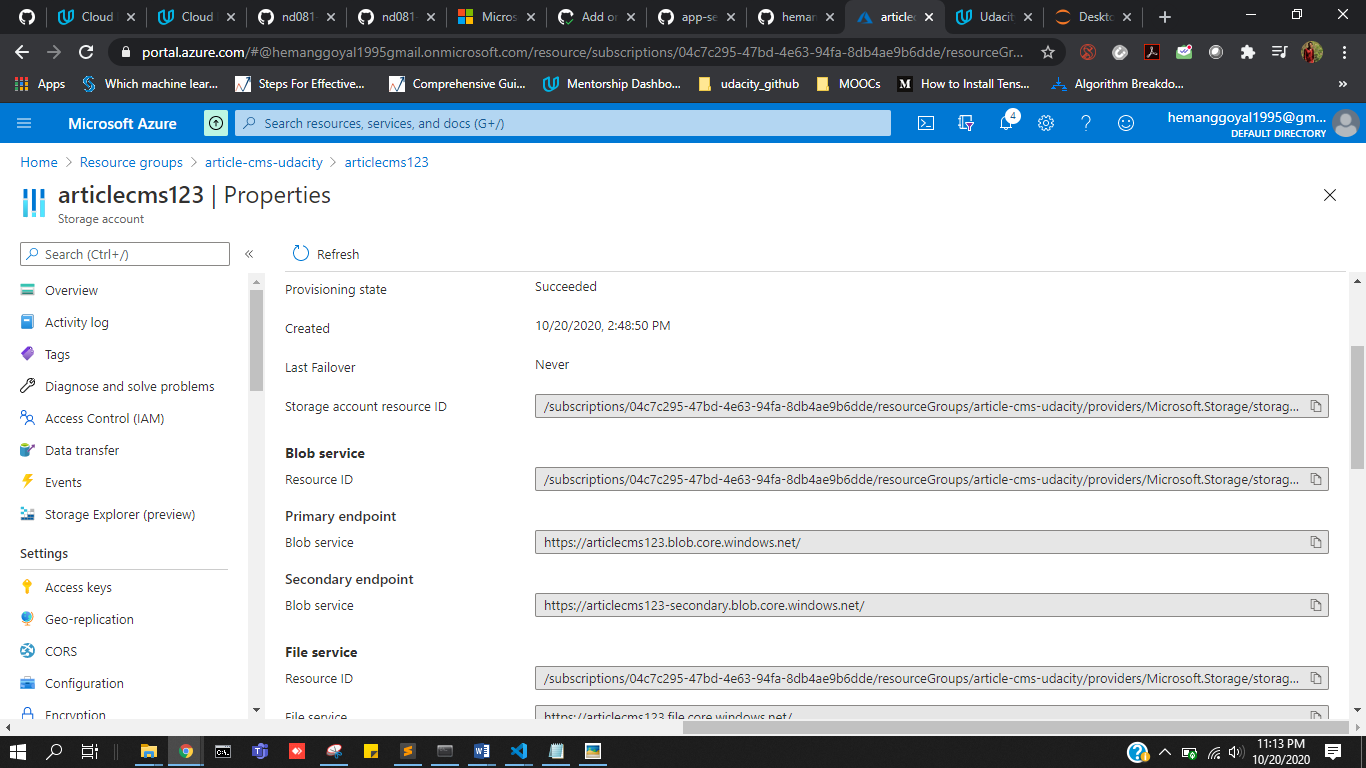 Cloud
Cloud
nd081-
nd081-
Micros
Add or
app-se
heman
article
Udacit
Deskto
portal.azure.com/#@hemanggoyal1995gmail.onmicrosoft.com/resource/subscriptions/04c7c295-47bd-4e63-94fa-8db4ae9b6dde/resourceGr...
Apps
Which machine lear...
Steps For Effective...
Comprehensive Gui...
Mentorship Dashbo...
udacity_github
MOOCs
M
How to Install Tens...
Algorithm Breakdo...
»
Microsoft Azure
Search resources, services, and docs (G+/)
4
hemanggoyal1995@gm...
DEFAULT DIRECTORY
Home > Resource groups > article-cms-udacity > articlecms123
articlecms123 | Properties
Storage account
Search (Ctrl+/)
«
Overview
Activity log
Tags
Diagnose and solve problems
Access Control (IAM)
Data transfer
Events
Storage Explorer (preview)
Settings
Access keys
Geo-replication
CORS
Configuration
Encryption
Refresh
Provisioning state
Succeeded
Created
10/20/2020, 2:48:50 PM
Last Failover
Never
Storage account resource ID
/subscriptions/04c7c295-47bd-4e63-94fa-8db4ae9b6dde/resourceGroups/article-cms-udacity/providers/Microsoft.Storage/storag...
Blob service
Resource ID
/subscriptions/04c7c295-47bd-4e63-94fa-8db4ae9b6dde/resourceGroups/article-cms-udacity/providers/Microsoft.Storage/storag...
Primary endpoint
Blob service
https://articlecms123.blob.core.windows.net/
Secondary endpoint
Blob service
https://articlecms123-secondary.blob.core.windows.net/
File service
Resource ID
/subscriptions/04c7c295-47bd-4e63-94fa-8db4ae9b6dde/resourceGroups/article-cms-udacity/providers/Microsoft.Storage/storag...
File service
https://articlecms123.file.core.windows.net/
11:13 PM
10/20/2020